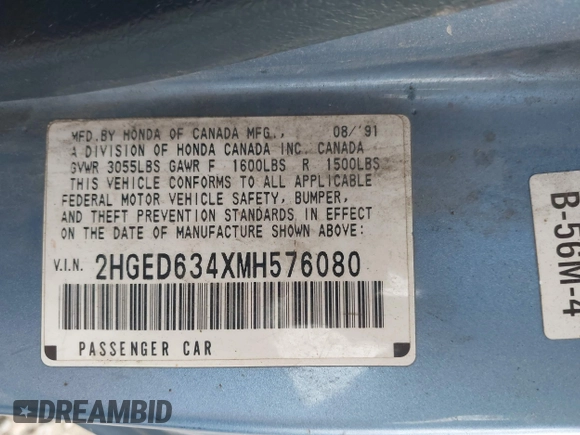 MFD.BY HONDA OF CANADA MFG., 08/'91
A DIVISION OF HONDA CANADA INC. CANADA
GVWR 3055LBS GAWR F 1600LBS R 1500LBS
THIS VEHICLE CONFORMS TO ALL APPLICABLE
FEDERAL MOTOR VEHICLE SAFETY, BUMPER,
AND THEFT PREVENTION STANDARDS IN EFFECT
ON THE DATE OF MANUFACTURE SHOWN ABOVE:
V.I.N. 2HGED634XMH576080
PASSENGER CAR
B-56M-4
DREAMBID